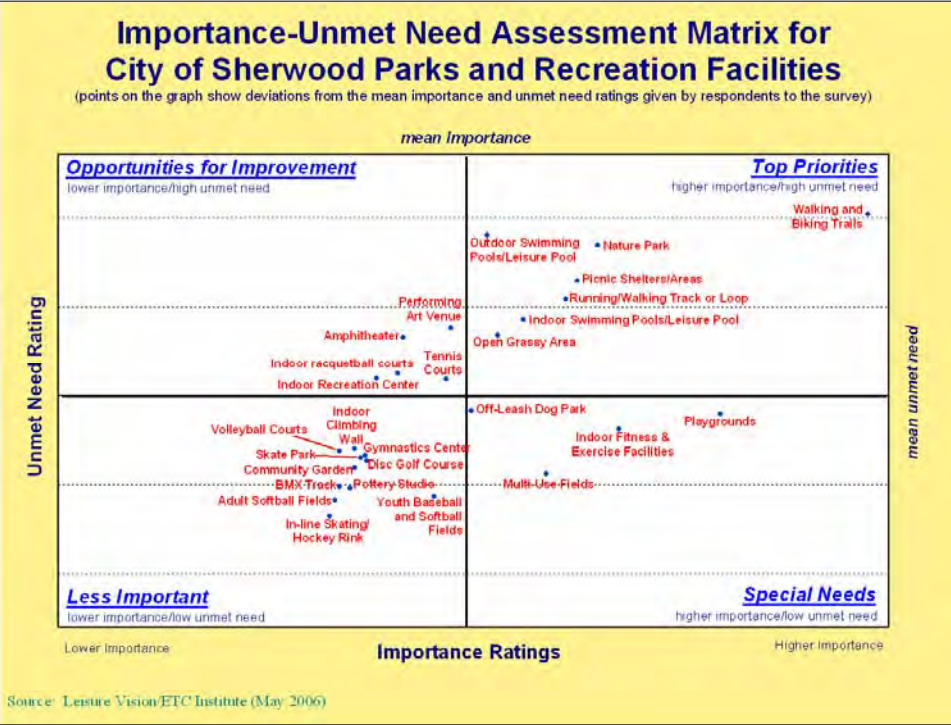 Importance-Unmet Need Assessment Matrix for
City of Sherwood Parks and Recreation Facilities
(points on the graph show deviations from the mean importance and unmet need ratings given by respondents to the survey)
mean importance
Opportunities for Improvement
lower importance/high unmet need
Top Priorities
higher importance/high unmet need
Walking and
Biking Trails
Outdoor Swimming
Pools/Leisure Pool
Nature Park
Picnic Shelters/Areas
Running/Walking Track or Loop
Performing
Art Venue
Indoor Swimming Pools/Leisure Pool
Amphitheater
Open Grassy Area
Tennis
Courts
Indoor racquetball courts
Indoor Recreation Center
Unmet Need Rating
mean unmet need
Off-Leash Dog Park
Playgrounds
Indoor
Climbing
Wall
Volleyball Courts
Indoor Fitness &
Exercise Facilities
Gymnastics Center
Skate Park
Disc Golf Course
Community Garden
BMX Track
Pottery Studio
Multi-Use Fields
Adult Softball Fields
Youth Baseball
and Softball
Fields
In-line Skating/
Hockey Rink
Less Important
lower importance/low unmet need
Special Needs
higher importance/low unmet need
Lower Importance
Importance Ratings
Higher Importance
Source: Leisure Vision/ETC Institute (May 2006)